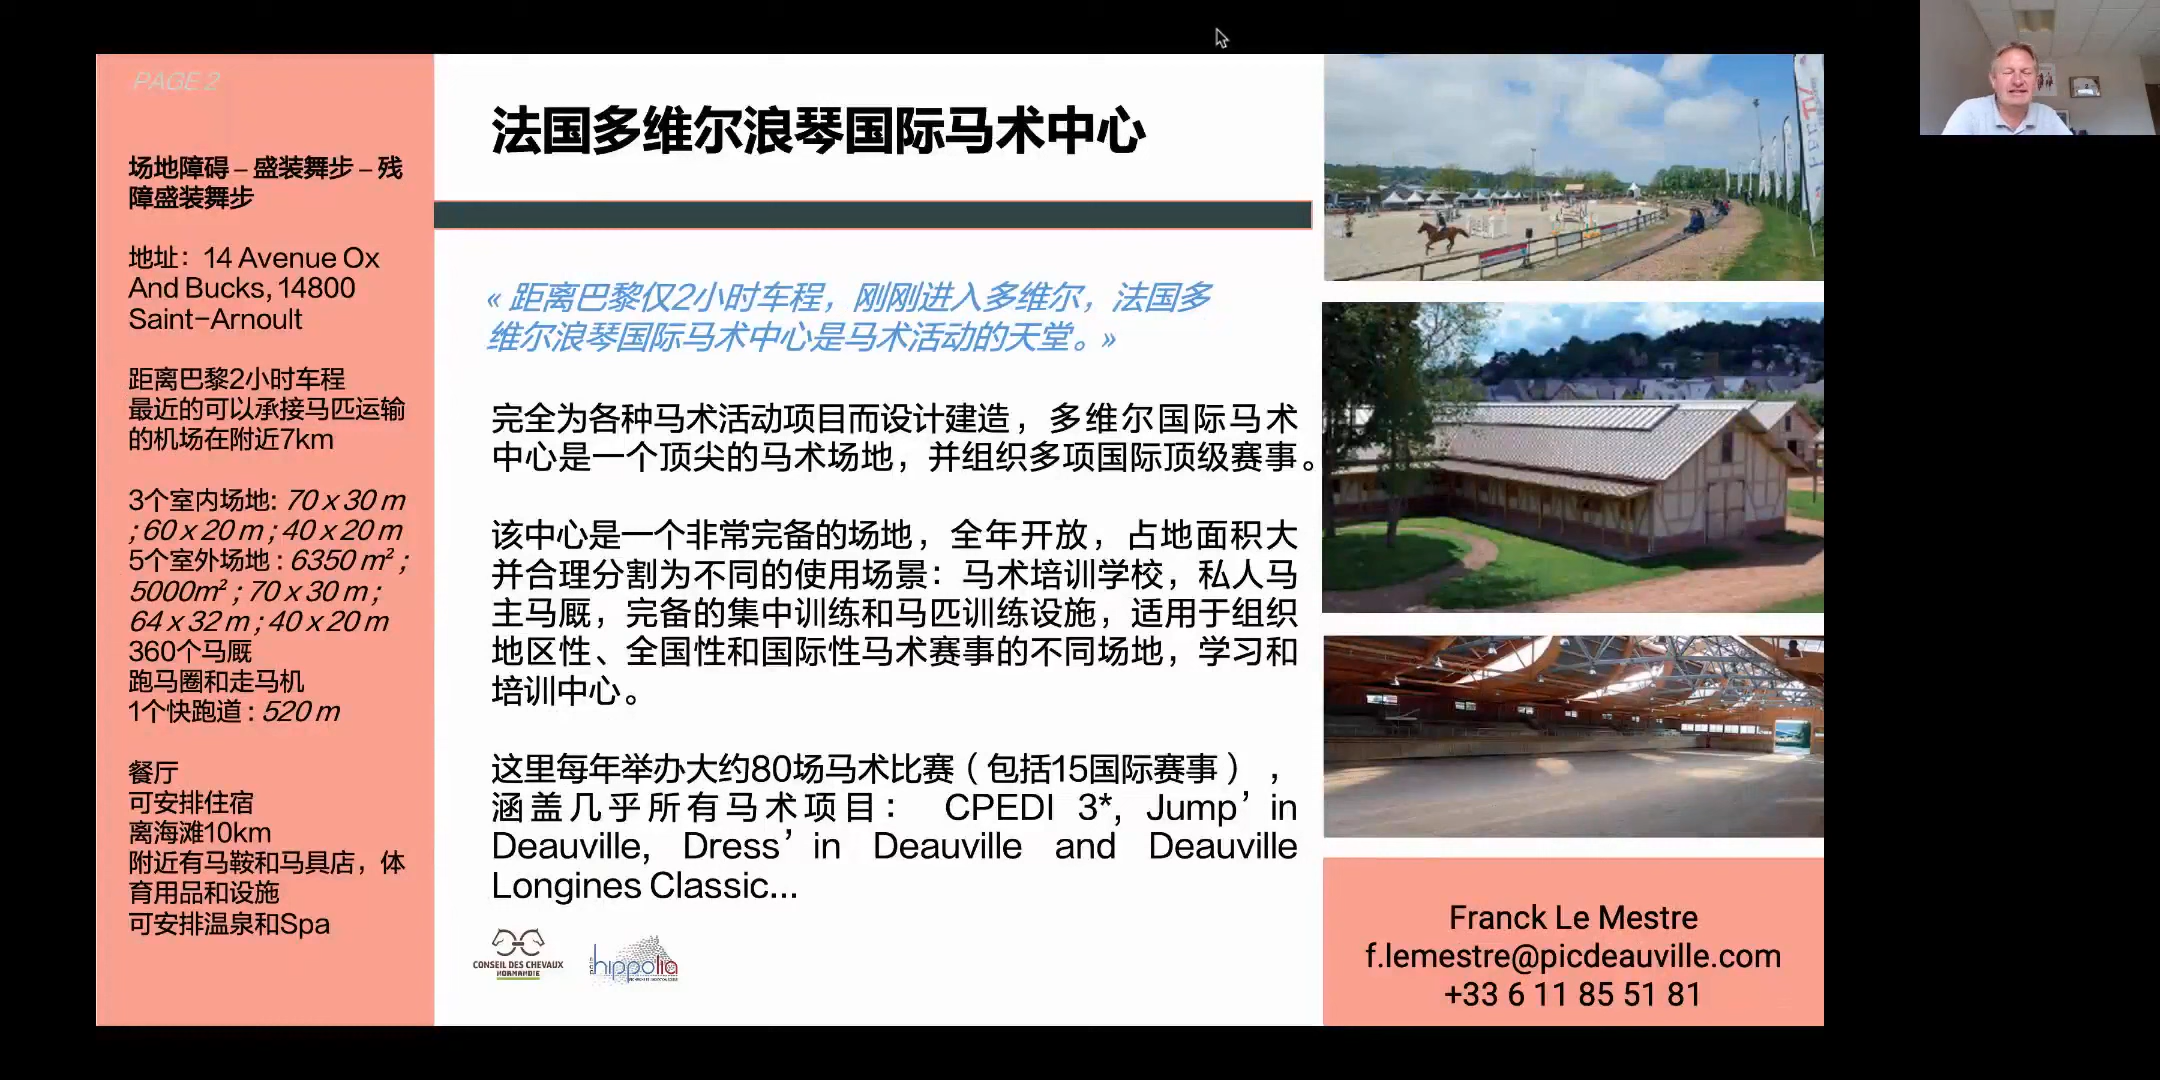 PAGE 2
场地障碍 – 盛装舞步 – 残
障盛装舞步
地址：14 Avenue Ox
And Bucks, 14800
Saint-Arnoult
距离巴黎2小时车程
最近的可以承接马匹运输
的机场在附近7km
3个室内场地: 70 x 30 m
; 60 x 20 m ; 40 x 20 m
5个室外场地 : 6350 m² ;
5000m² ; 70 x 30 m ;
64 x 32 m ; 40 x 20 m
360个马厩
跑马圈和走马机
1个快跑道 : 520 m
餐厅
可安排住宿
离海滩10km
附近有马鞍和马具店，体
育用品和设施
可安排温泉和Spa
法国多维尔浪琴国际马术中心
« 距离巴黎仅2小时车程，刚刚进入多维尔，法国多
维尔浪琴国际马术中心是马术活动的天堂。»
完全为各种马术活动项目而设计建造，多维尔国际马术
中心是一个顶尖的马术场地，并组织多项国际顶级赛事。
该中心是一个非常完备的场地，全年开放，占地面积大
并合理分割为不同的使用场景：马术培训学校，私人马
主马厩，完备的集中训练和马匹训练设施，适用于组织
地区性、全国性和国际性马术赛事的不同场地，学习和
培训中心。
这里每年举办大约80场马术比赛（包括15国际赛事），
涵盖几乎所有马术项目： CPEDI 3*, Jump’ in
Deauville, Dress’ in Deauville and Deauville
Longines Classic...
CONSEIL DES CHEVAUX
NORMANDIE
hippolia
Franck Le Mestre
f.lemestre@picdeauville.com
+33 6 11 85 51 81